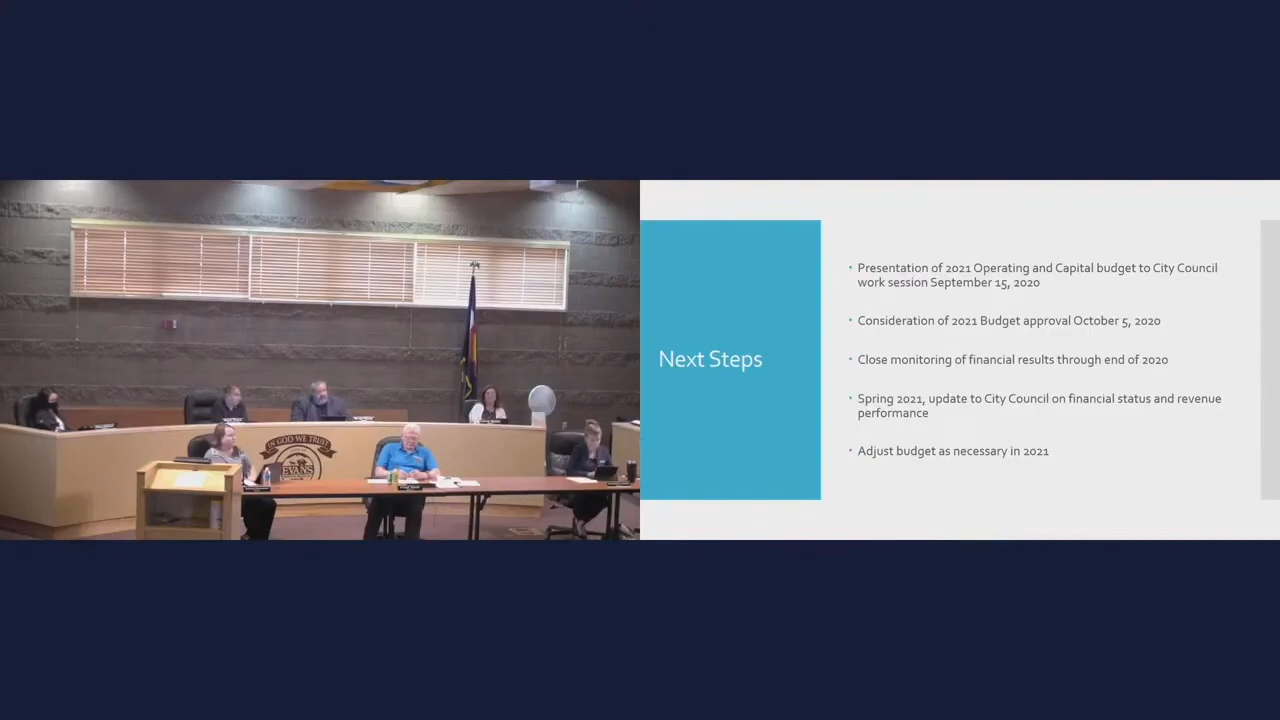 IN GOD WE TRUST
EVANS
Next Steps
• Presentation of 2021 Operating and Capital budget to City Council
work session September 15, 2020
• Consideration of 2021 Budget approval October 5, 2020
• Close monitoring of financial results through end of 2020
• Spring 2021, update to City Council on financial status and revenue
performance
• Adjust budget as necessary in 2021